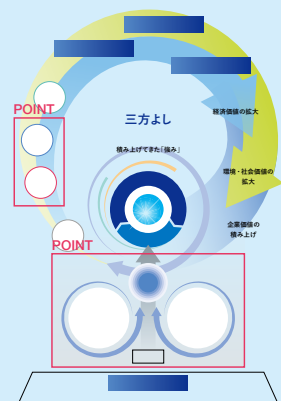 POINT
三方よし
経済価値の拡大
積み上げてきた「強み」
環境・社会価値の
拡大
企業価値の
積み上げ
POINT